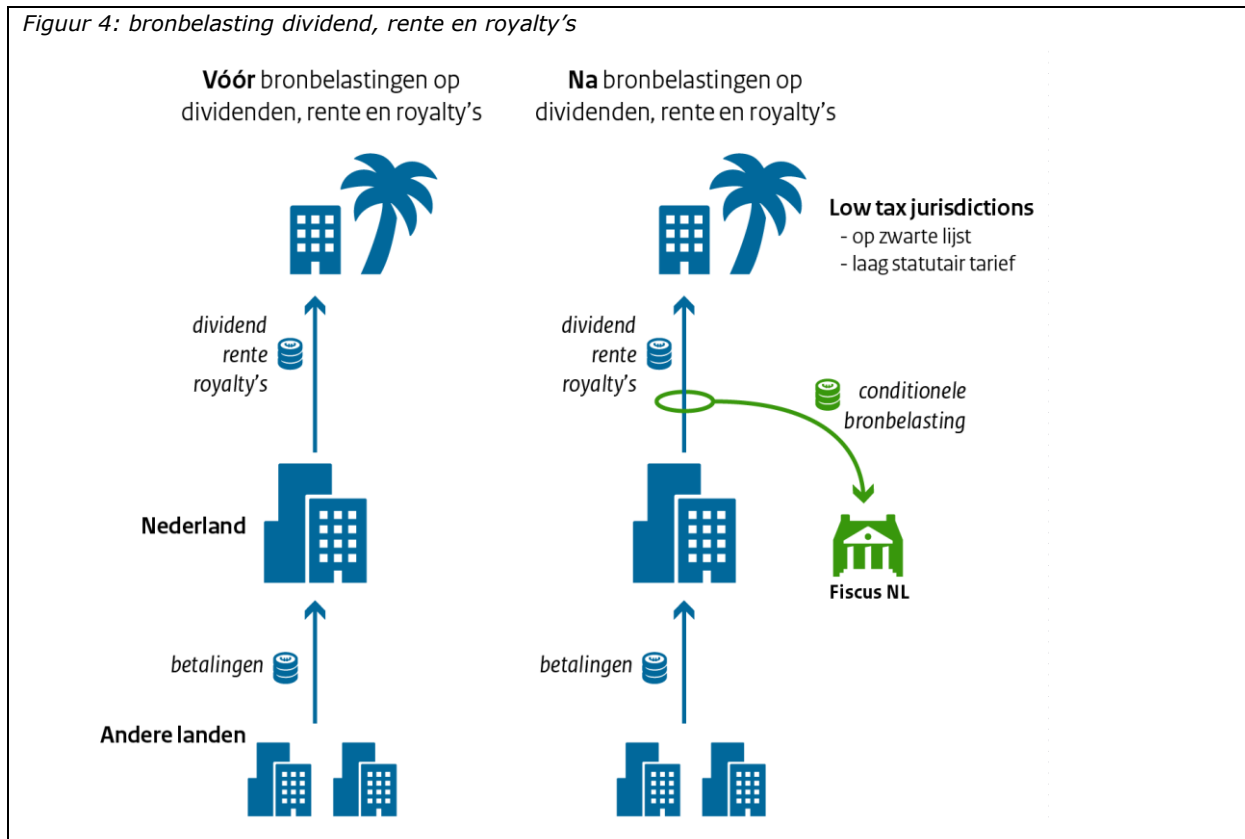 Figuur 4: bronbelasting dividend, rente en royalty's
Vóór bronbelastingen op
dividenden, rente en royalty's
Na bronbelastingen op
dividenden, rente en royalty's
Low tax jurisdictions
- op zwarte lijst
- laag statutair tarief
dividend
rente
royalty's
dividend
rente
royalty's
conditionele
bronbelasting
Nederland
Fiscus NL
betalingen
betalingen
Andere landen